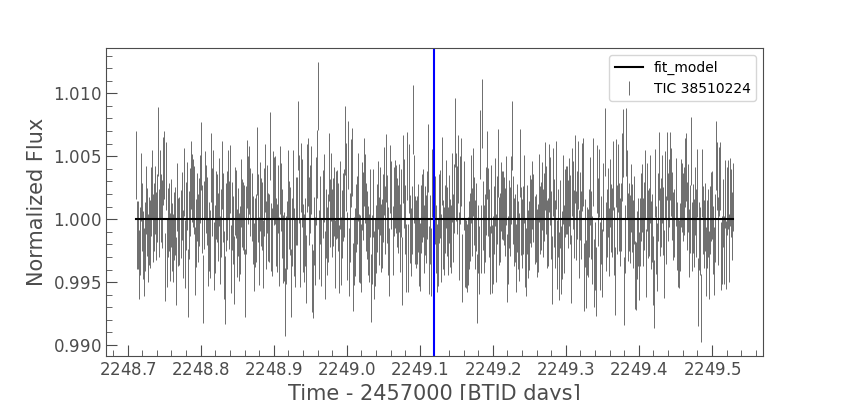 fit_model
TIC 38510224
Normalized Flux
1.010
1.005
1.000
0.995
0.990
2248.7 2248.8 2248.9 2249.0 2249.1 2249.2 2249.3 2249.4 2249.5
Time - 2457000 [BTJD days]